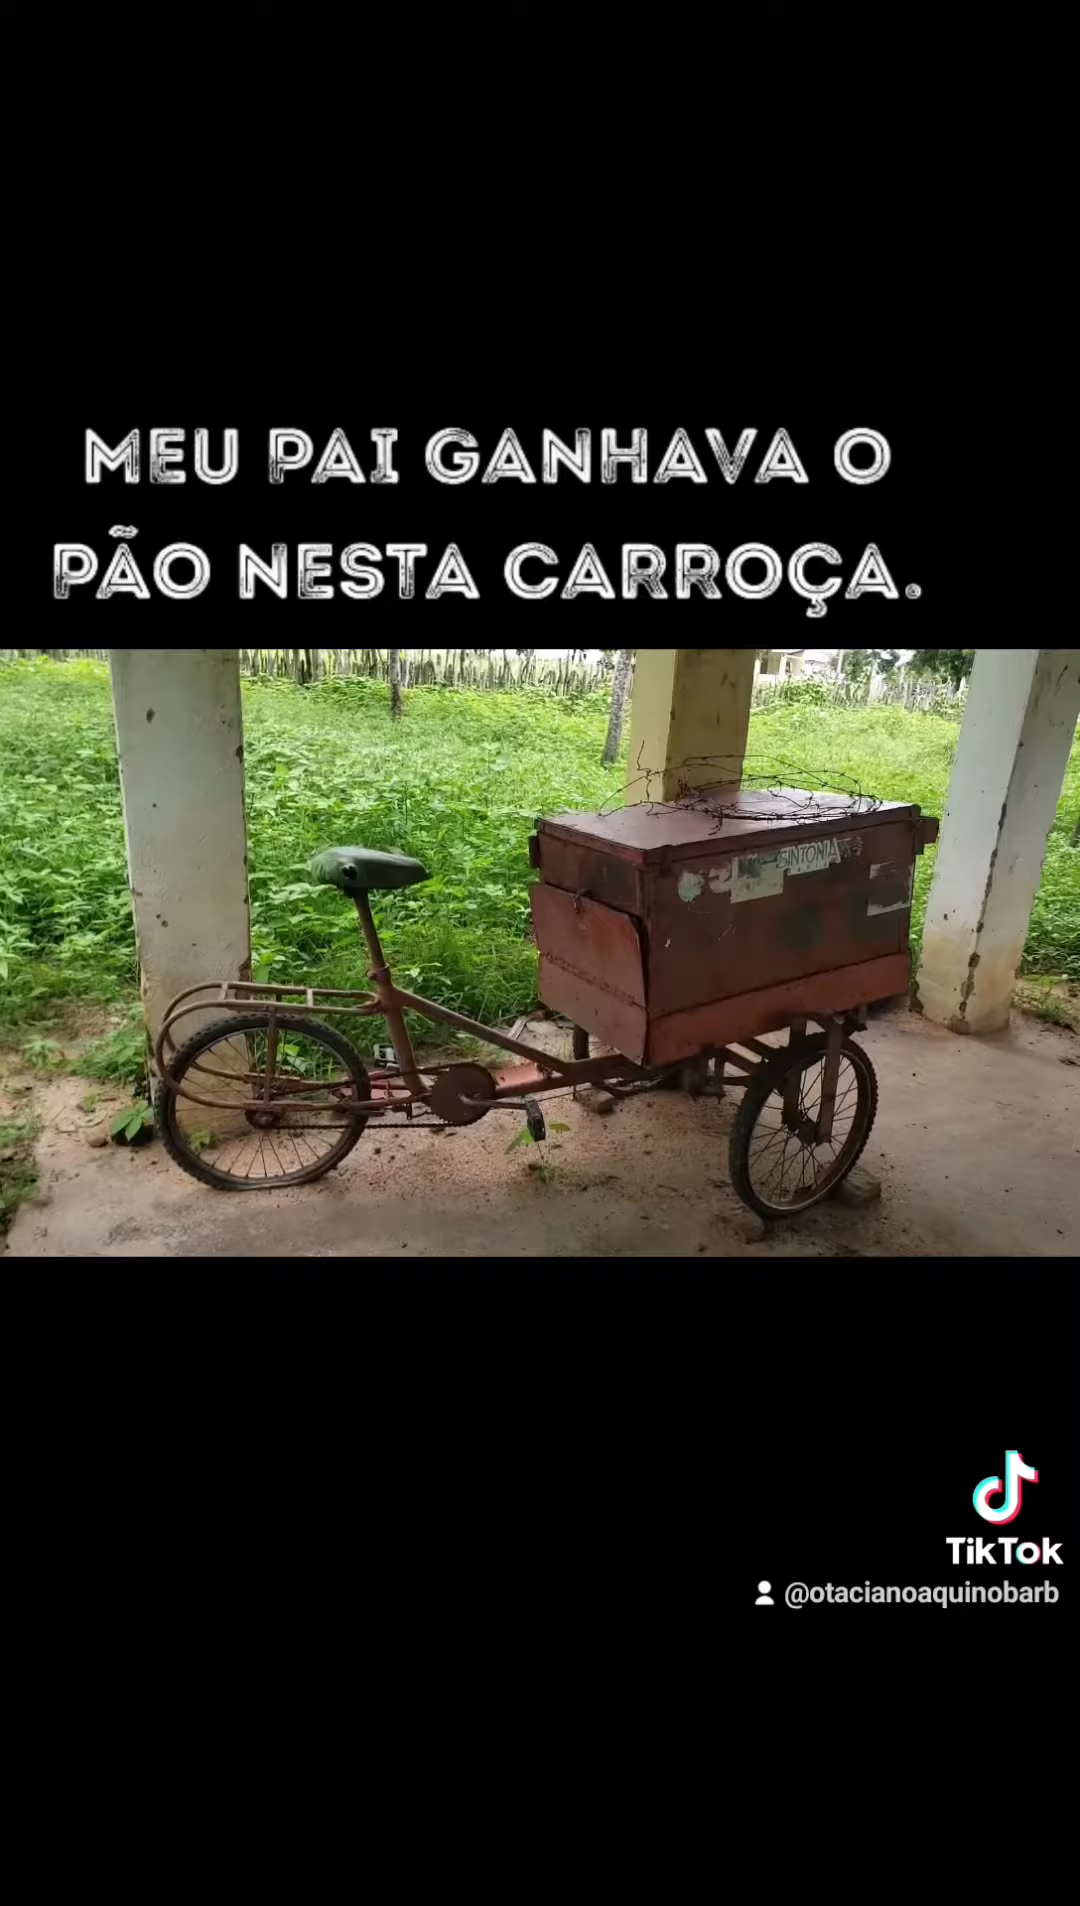 MEU PAI GANHAVA O
PÃO NESTA CARROÇA.
SINTONIA
TikTok
@otacianoaquinobarb